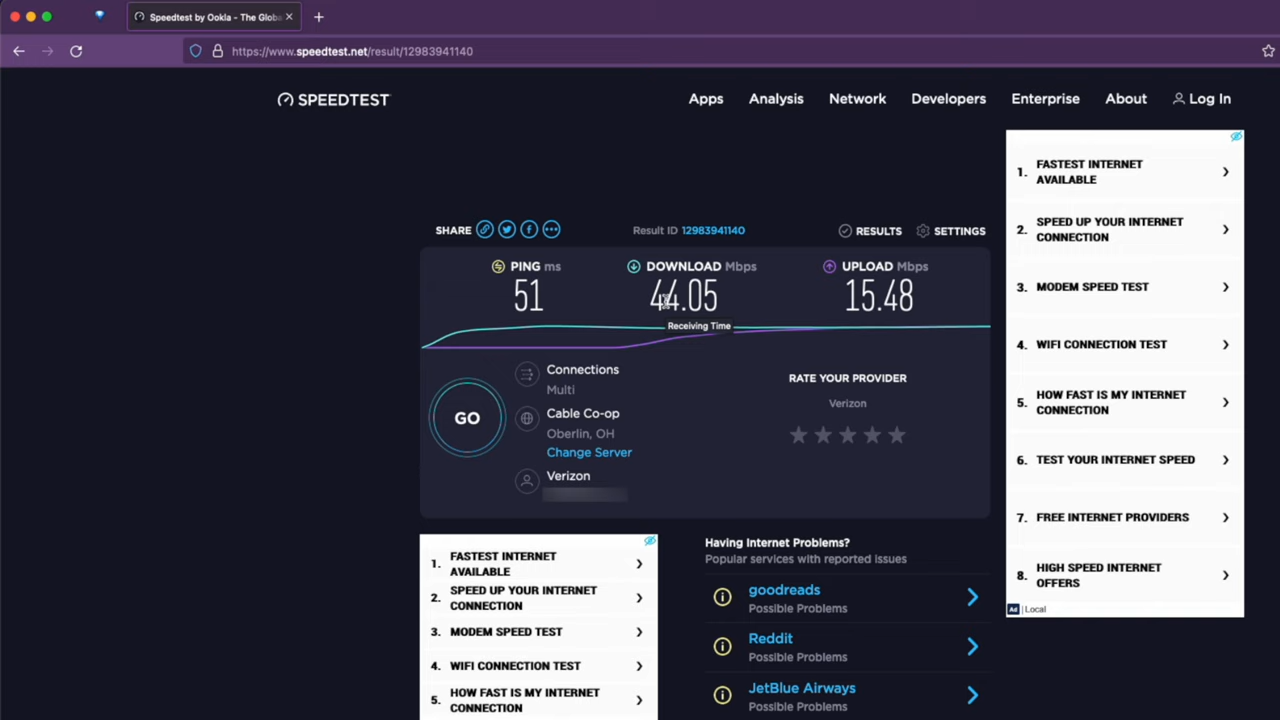 Speedtest by Ookla - The Globa
https://www.speedtest.net/result/12983941140
SPEEDTEST
Apps
Analysis
Network
Developers
Enterprise
About
Log In
SHARE
Result ID 12983941140
RESULTS
SETTINGS
PING ms
51
DOWNLOAD Mbps
44.05
UPLOAD Mbps
15.48
Receiving Time
GO
Connections
Multi
Cable Co-op
Oberlin, OH
Change Server
Verizon
RATE YOUR PROVIDER
Verizon
1. FASTEST INTERNET
AVAILABLE
2. SPEED UP YOUR INTERNET
CONNECTION
3. MODEM SPEED TEST
4. WIFI CONNECTION TEST
5. HOW FAST IS MY INTERNET
CONNECTION
Having Internet Problems?
Popular services with reported issues
goodreads
Possible Problems
Reddit
Possible Problems
JetBlue Airways
Possible Problems
1. FASTEST INTERNET
AVAILABLE
2. SPEED UP YOUR INTERNET
CONNECTION
3. MODEM SPEED TEST
4. WIFI CONNECTION TEST
5. HOW FAST IS MY INTERNET
CONNECTION
6. TEST YOUR INTERNET SPEED
7. FREE INTERNET PROVIDERS
8. HIGH SPEED INTERNET
OFFERS
Ad | Local